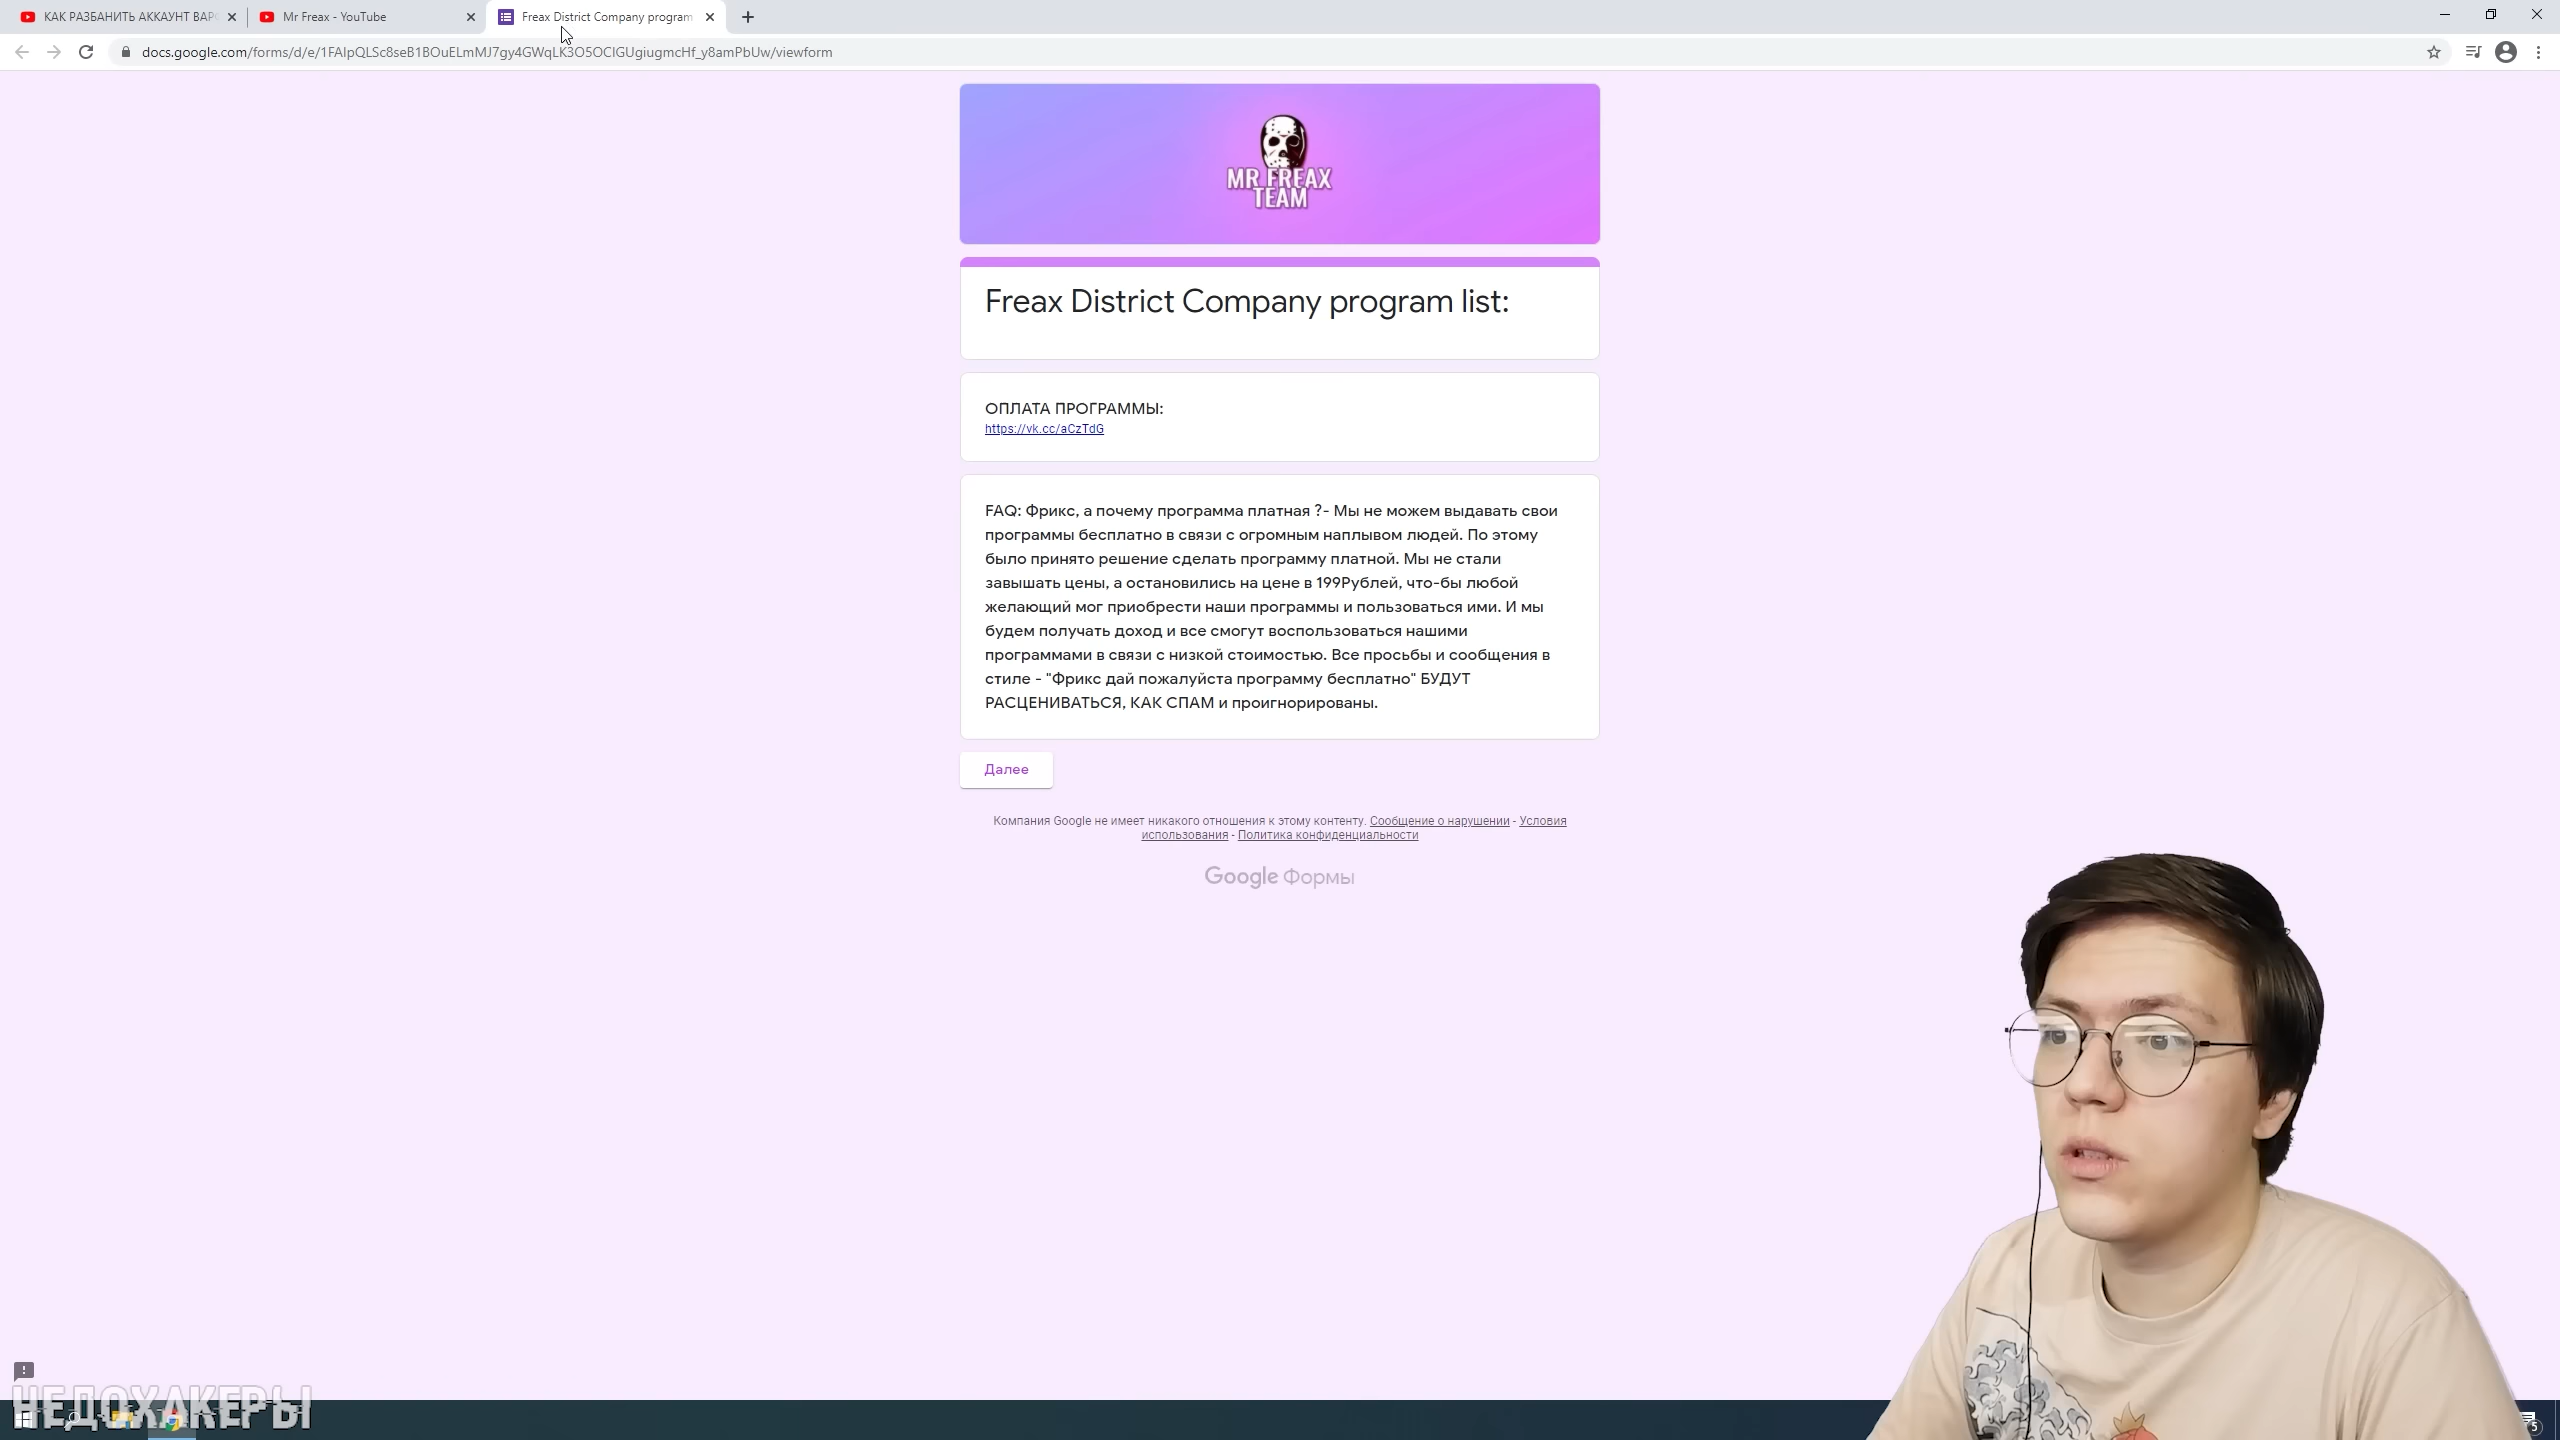 КАК РАЗБАНИТЬ АККАУНТ ВАР
Mr Freax - YouTube
Freax District Company program
docs.google.com/forms/d/e/1FAIpQLSc8seB1BOuELmMJ7gy4GWqLK3O5OCIGUgiugmcHf_y8amPbUw/viewform
MR FREAX
TEAM
Freax District Company program list:
ОПЛАТА ПРОГРАММЫ:
https://vk.cc/aCzTdG
FAQ: Фрикс, а почему программа платная ?- Мы не можем выдавать свои
программы бесплатно в связи с огромным наплывом людей. По этому
было принято решение сделать программу платной. Мы не стали
завышать цены, а остановились на цене в 199Рублей, что-бы любой
желающий мог приобрести наши программы и пользоваться ими. И мы
будем получать доход и все смогут воспользоваться нашими
программами в связи с низкой стоимостью. Все просьбы и сообщения в
стиле - "Фрикс дай пожалуйста программу бесплатно" БУДУТ
РАСЦЕНИВАТЬСЯ, КАК СПАМ и проигнорированы.
Далее
Компания Google не имеет никакого отношения к этому контенту. Сообщение о нарушении - Условия
использования - Политика конфиденциальности
Google Формы
НЕДОХАКЕРЫ
5